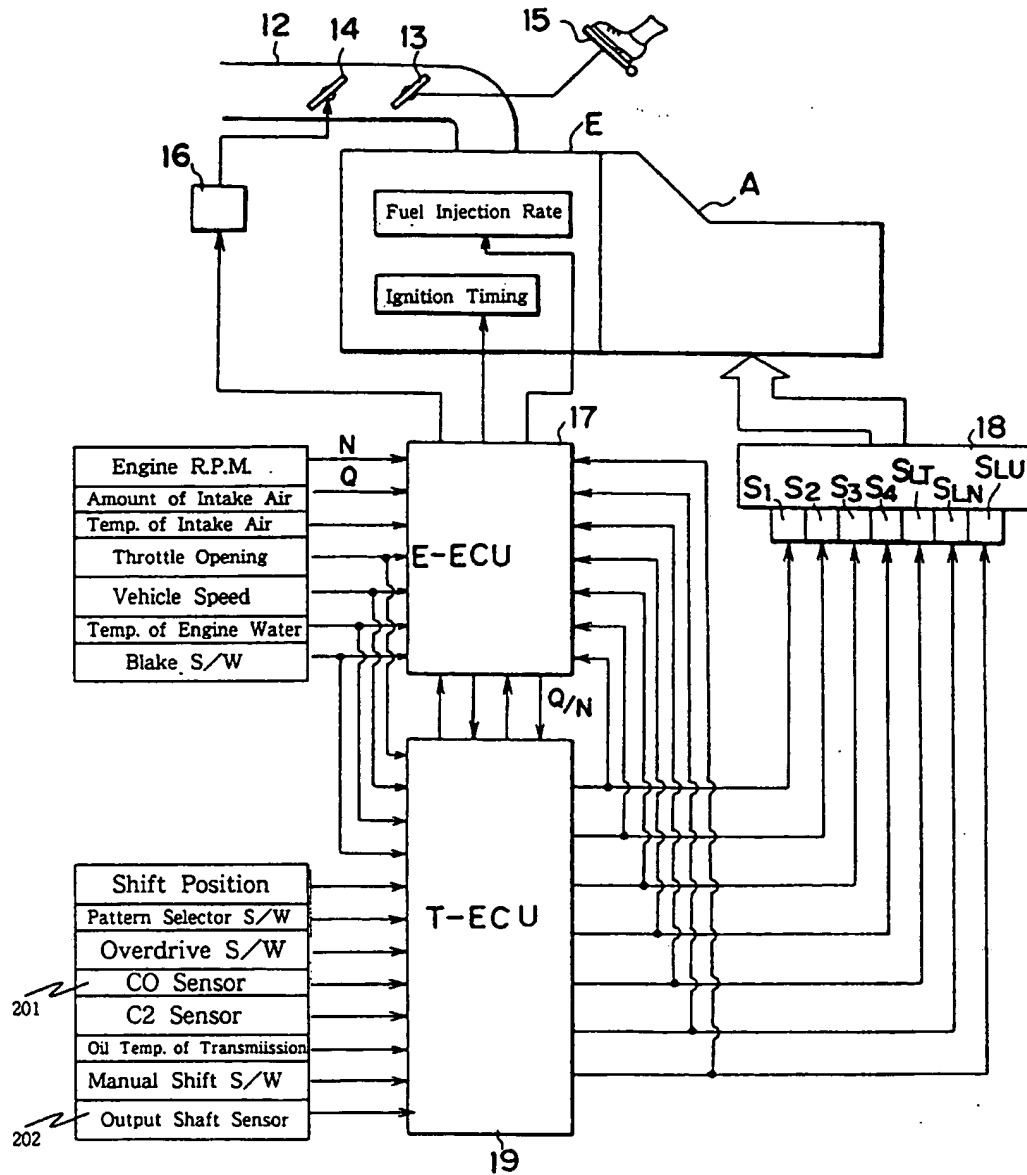 12
14
13
15
E
16
A
Fuel Injection Rate
Ignition Timing
17
18
Engine R.P.M.
N
Amount of Intake Air
Q
Temp. of Intake Air
Throttle Opening
Vehicle Speed
Temp. of Engine Water
Blake S/W
E-ECU
S1 S2 S3 S4 SLT SLN SLU
Q/N
Shift Position
Pattern Selector S/W
Overdrive S/W
CO Sensor
201
C2 Sensor
Oil Temp. of Transmiission
Manual Shift S/W
Output Shaft Sensor
202
T-ECU
19